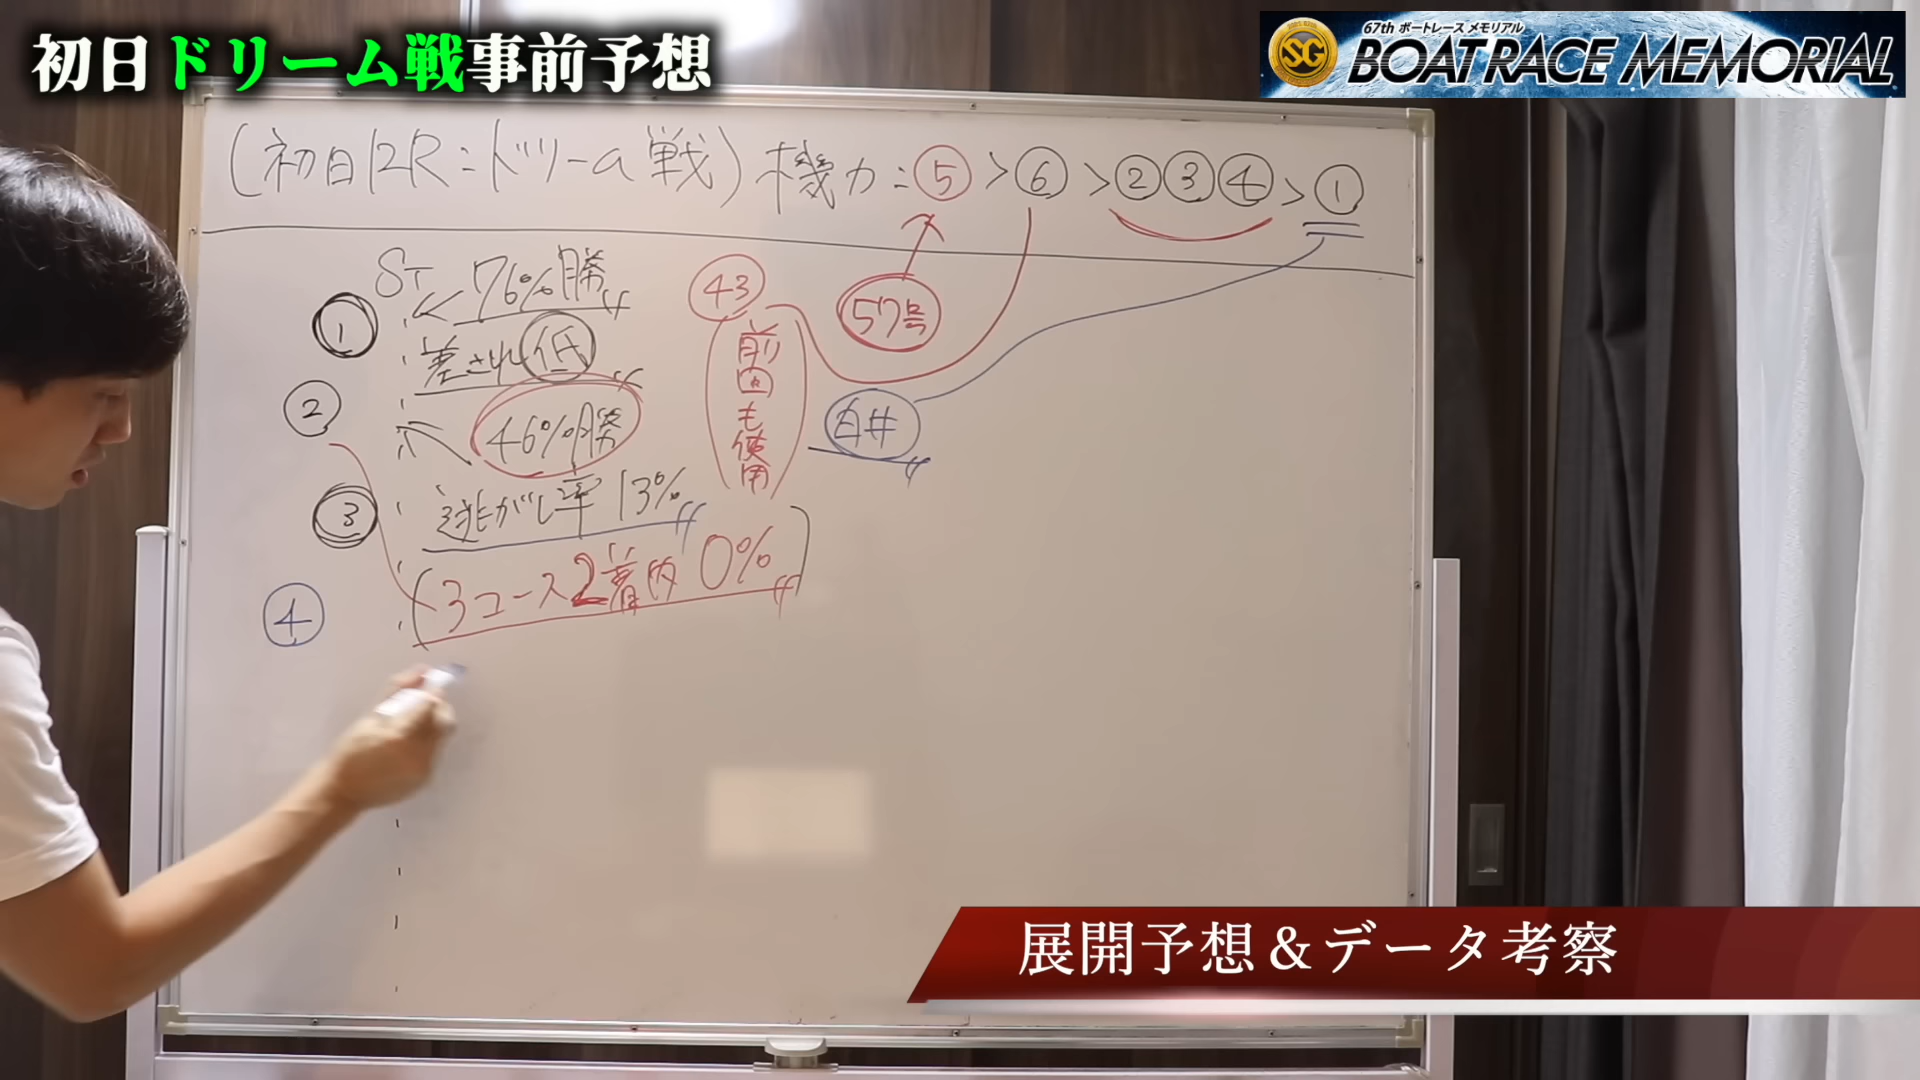 初日ドリーム戦事前予想
SG
67th ボートレース メモリアル
BOAT RACE MEMORIAL
(初日12R:ドリーム戦) 機力:⑤>⑥>②③④>①
ST
① 76%勝
差され低
② 46%勝
③ 逃がし率13%
(3コース2着内0%)
④
43
前回も使用
57号
白井
展開予想&データ考察